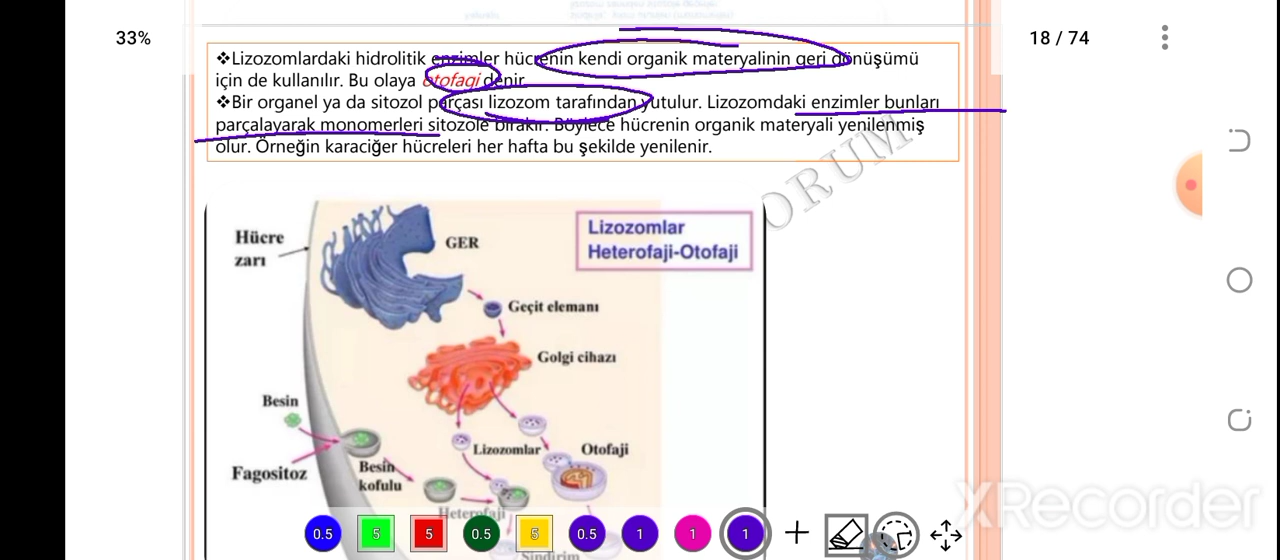 33%
18 / 74
❖Lizozomlardaki hidrolitik enzimler hücrenin kendi organik materyalinin geri dönüşümü
için de kullanılır. Bu olaya otofaqi denir.
❖Bir organel ya da sitozol parçası lizozom tarafından yutulur. Lizozomdaki enzimler bunları
parçalayarak monomerleri sitozole bırakır. Böylece hücrenin organik materyali yenilenmiş
olur. Örneğin karaciğer hücreleri her hafta bu şekilde yenilenir.
ORUM
Lizozomlar
Heterofaji-Otofaji
Hücre
zarı
GER
Geçit elemanı
Golgi cihazı
Besin
Lizozomlar
Otofaji
Fagositoz
Besin
kofulu
Heterofaji
Sindirim
0.5
5
5
0.5
5
0.5
1
1
1
XRecorder